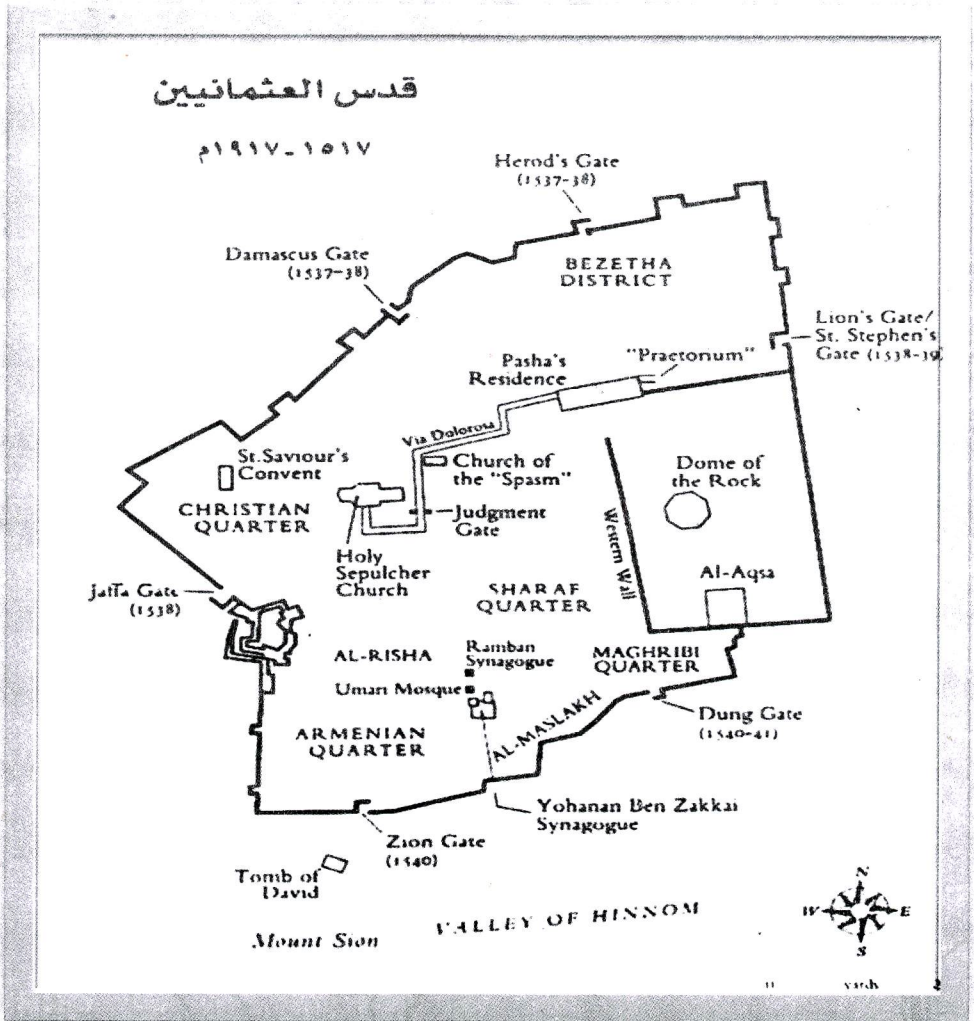 قدس العثمانيين
١٥١٧-١٩١٧م
Herod's Gate
(1537-38)
Damascus Gate
(1537-38)
BEZETHA
DISTRICT
Lion's Gate/
St. Stephen's
Gate (1538-39)
Pasha's
Residence
"Praetorium"
Via Dolorosa
St.Saviour's
Convent
Church of
the "Spasm"
Dome of
the Rock
CHRISTIAN
QUARTER
Judgment
Gate
Western Wall
Holy
Sepulcher
Church
Al-Aqsa
Jaffa Gate
(1538)
SHARAF
QUARTER
AL-RISHA
Ramban
Synagogue
MAGHRIBI
QUARTER
Umari Mosque
AL-MASLAKH
Dung Gate
(1540-41)
ARMENIAN
QUARTER
Yohanan Ben Zakkai
Synagogue
Zion Gate
(1540)
Tomb of
David
Mount Sion
VALLEY OF HINNOM
N
W
E
S
yards